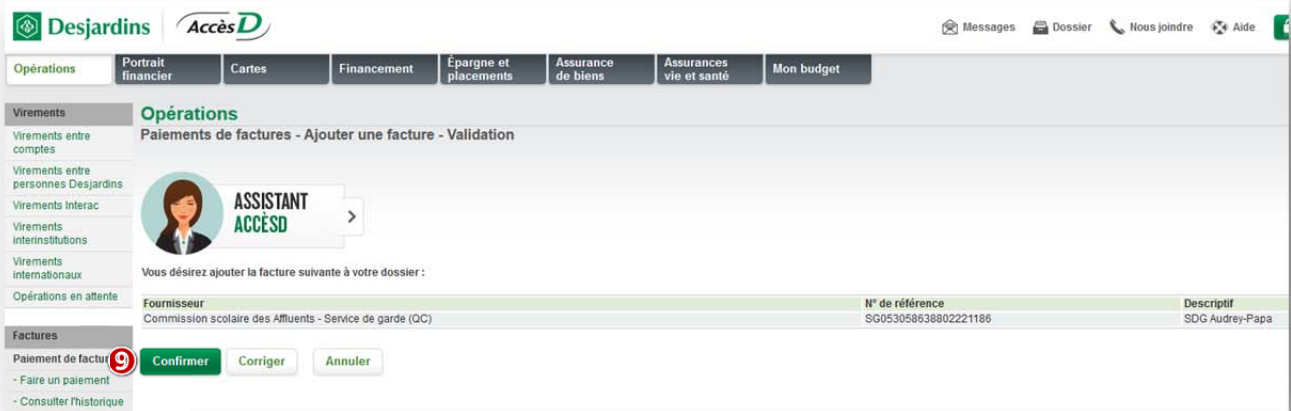 Desjardins AccèsD
Messages Dossier Nous joindre Aide
Opérations Portrait financier Cartes Financement Épargne et placements Assurance de biens Assurances vie et santé Mon budget
Virements
Virements entre
comptes
Virements entre
personnes Desjardins
Virements Interac
Virements
interinstitutions
Virements
internationaux
Opérations en attente
Factures
Paiement de factur
- Faire un paiement
- Consulter l'historique
Opérations
Paiements de factures - Ajouter une facture - Validation
ASSISTANT
ACCÈSD
Vous désirez ajouter la facture suivante à votre dossier :
Fournisseur N° de référence Descriptif
Commission scolaire des Affluents - Service de garde (QC) SG053058638802221186 SDG Audrey-Papa
9 Confirmer Corriger Annuler